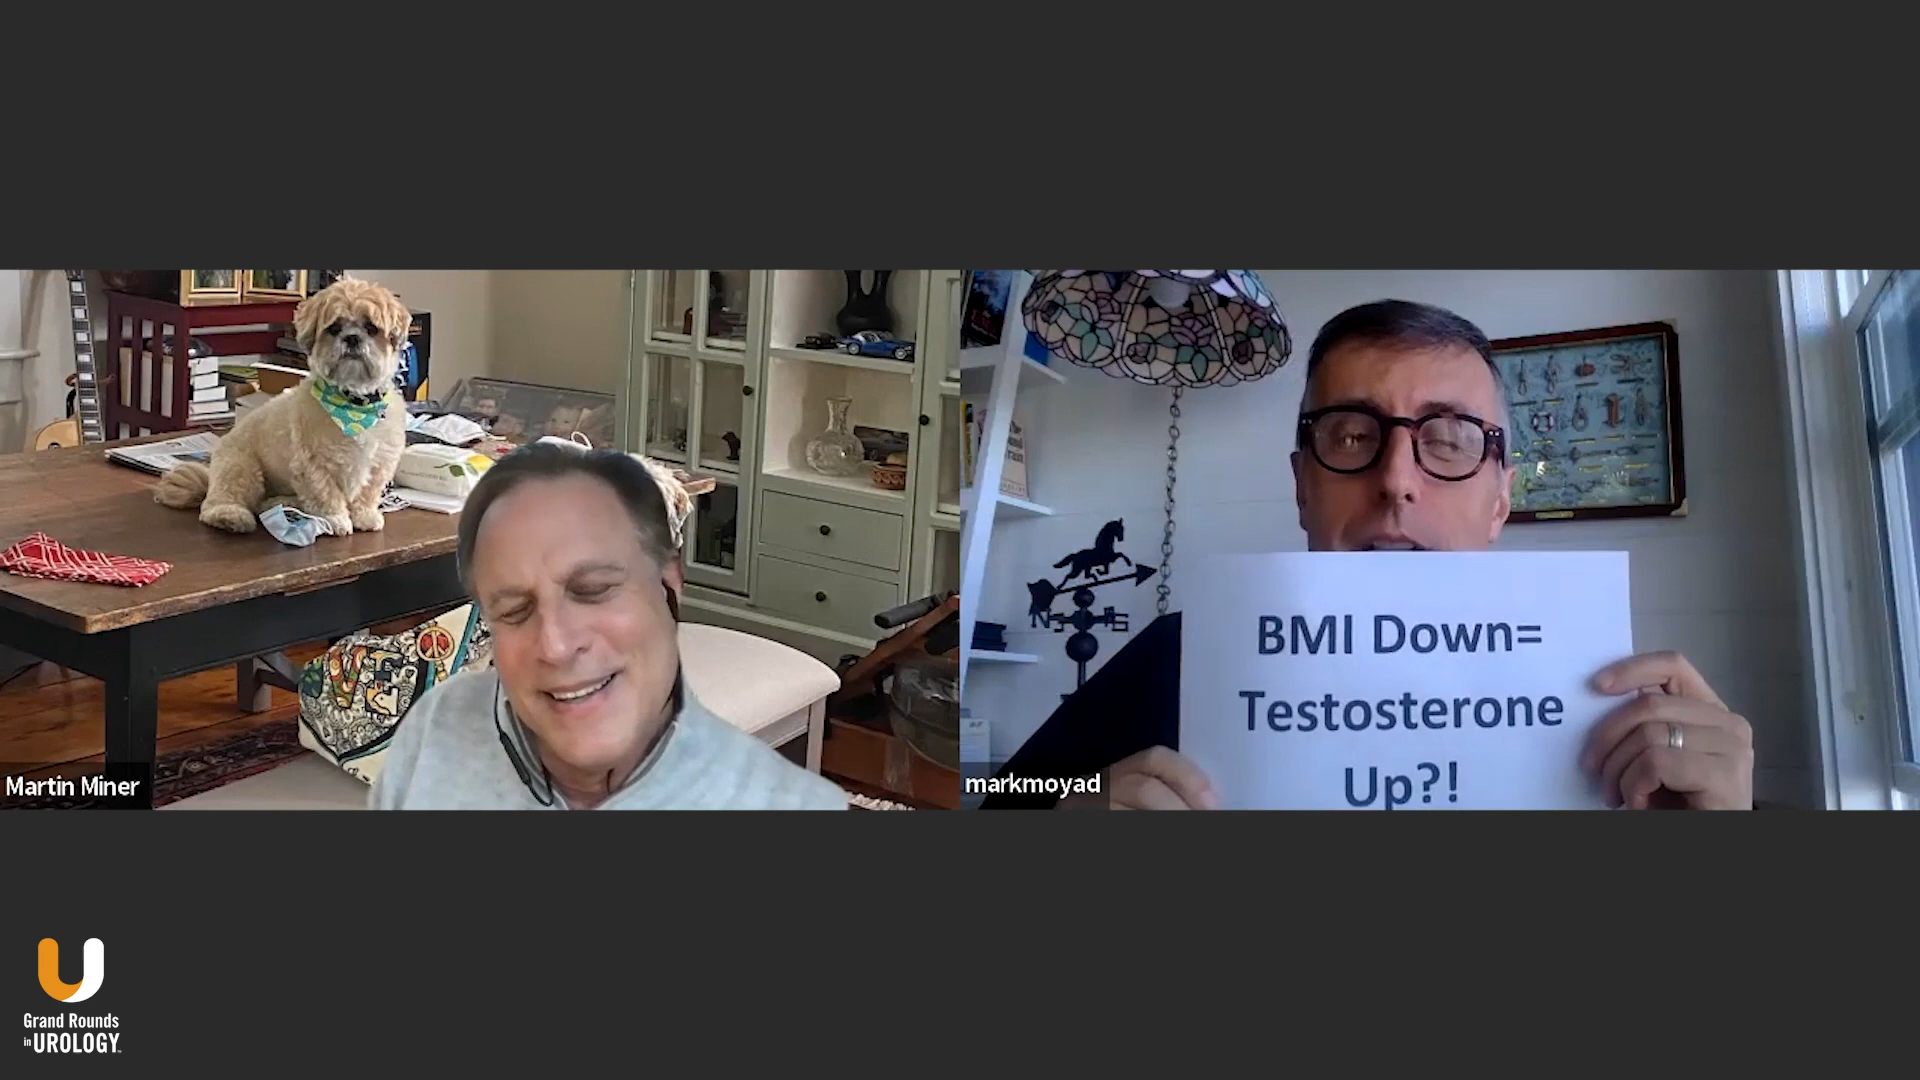 BMI Down=
Testosterone
Up?!
Martin Miner
markmoyad
N
S
Grand Rounds
in UROLOGY